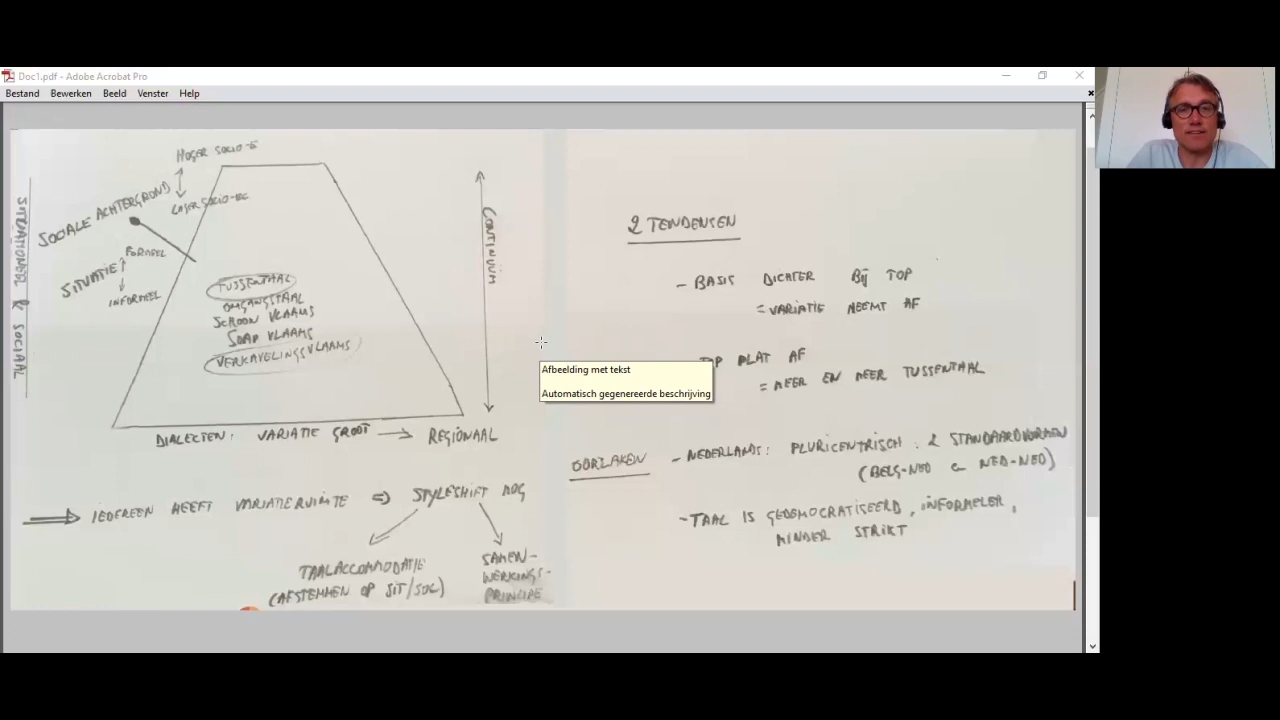 Doc1.pdf - Adobe Acrobat Pro
Bestand Bewerken Beeld Venster Help
SITUATIONEEL & SOCIAAL
HOGER SOCIO-E
SOCIALE ACHTERGROND
LAGER SOCIO-EC
SITUATIE
FORMEEL
INFORMEEL
TUSSENTAAL
OMGANGSTAAL
SCHOON VLAAMS
SOAP VLAAMS
VERKAVELINGSVLAAMS
CONTINUÜM
DIALECTEN: VARIATIE GROOT → REGIONAAL
⇒ IEDEREEN HEEFT VARIATIERUIMTE ⇒ STYLESHIFT
TAALACCOMMODATIE
(AFSTEMMEN OP SIT/SOC)
SAMEN-
WERKINGS-
PRINCIPE
2 TENDENSEN
- BASIS DICHTER BIJ TOP
= VARIATIE NEEMT AF
TOP PLAT AF
= MEER EN MEER TUSSENTAAL
Afbeelding met tekst
Automatisch gegenereerde beschrijving
OORZAKEN - NEDERLANDS: PLURICENTRISCH: 2 STANDAARDVORMEN
(BELG-NED & NED-NED)
- TAAL IS GEDEMOCRATISEERD, INFORMELER,
MINDER STRIKT